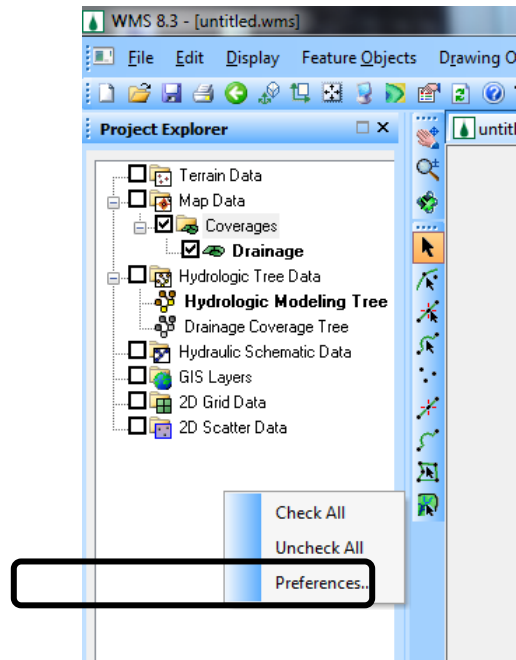 WMS 8.3 - [untitled.wms]
File Edit Display Feature Objects Drawing O
Project Explorer
untitl
Terrain Data
Map Data
Coverages
Drainage
Hydrologic Tree Data
Hydrologic Modeling Tree
Drainage Coverage Tree
Hydraulic Schematic Data
GIS Layers
2D Grid Data
2D Scatter Data
Check All
Uncheck All
Preferences...